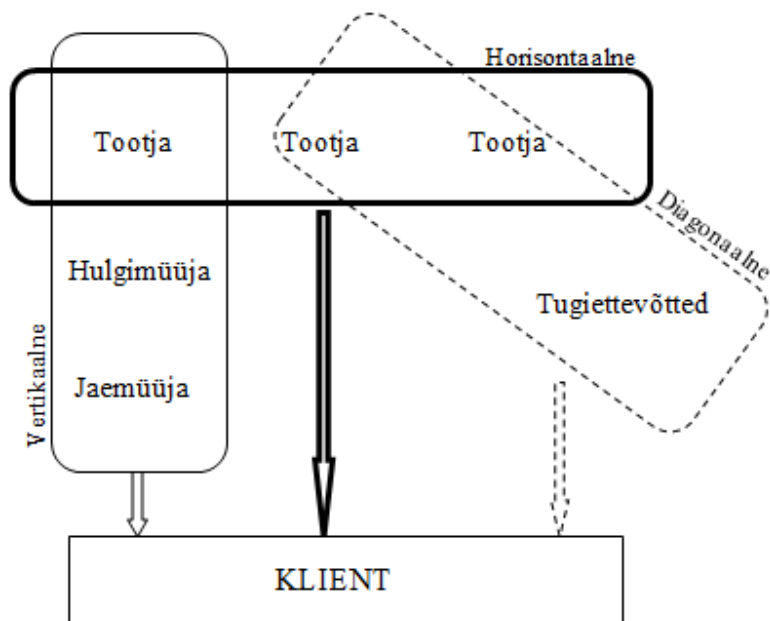 Horisontaalne
Tootja
Tootja
Tootja
Diagonaalne
Hulgimüüja
Tugiettevõtted
Vertikaalne
Jaemüüja
KLIENT